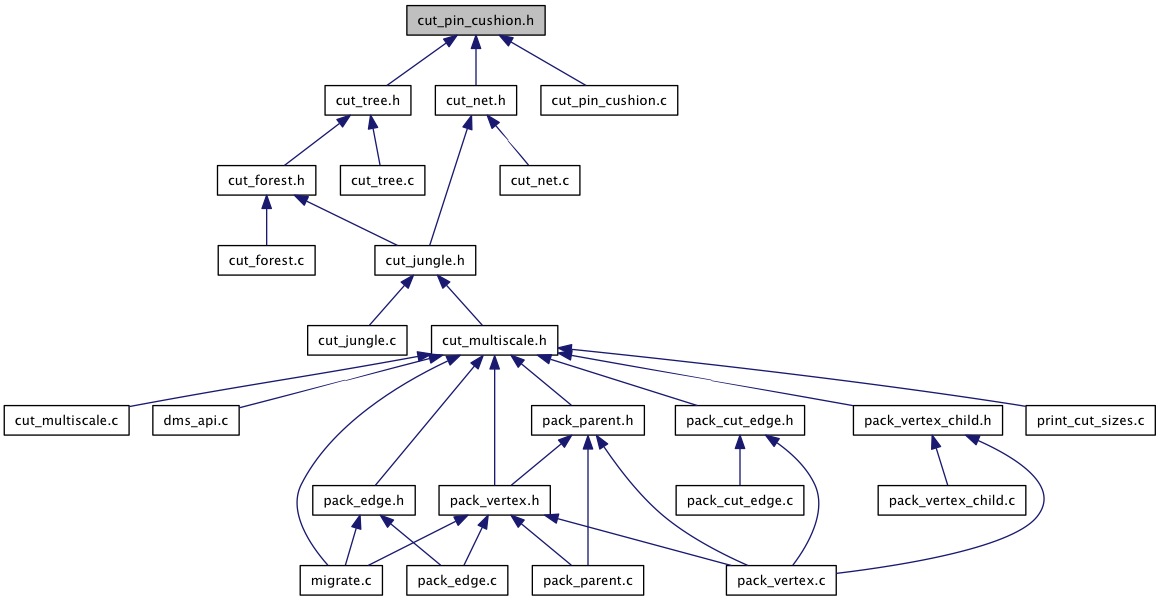 cut_pin_cushion.h
cut_tree.h
cut_net.h
cut_pin_cushion.c
cut_forest.h
cut_tree.c
cut_net.c
cut_forest.c
cut_jungle.h
cut_jungle.c
cut_multiscale.h
cut_multiscale.c
dms_api.c
pack_parent.h
pack_cut_edge.h
pack_vertex_child.h
print_cut_sizes.c
pack_edge.h
pack_vertex.h
pack_cut_edge.c
pack_vertex_child.c
migrate.c
pack_edge.c
pack_parent.c
pack_vertex.c